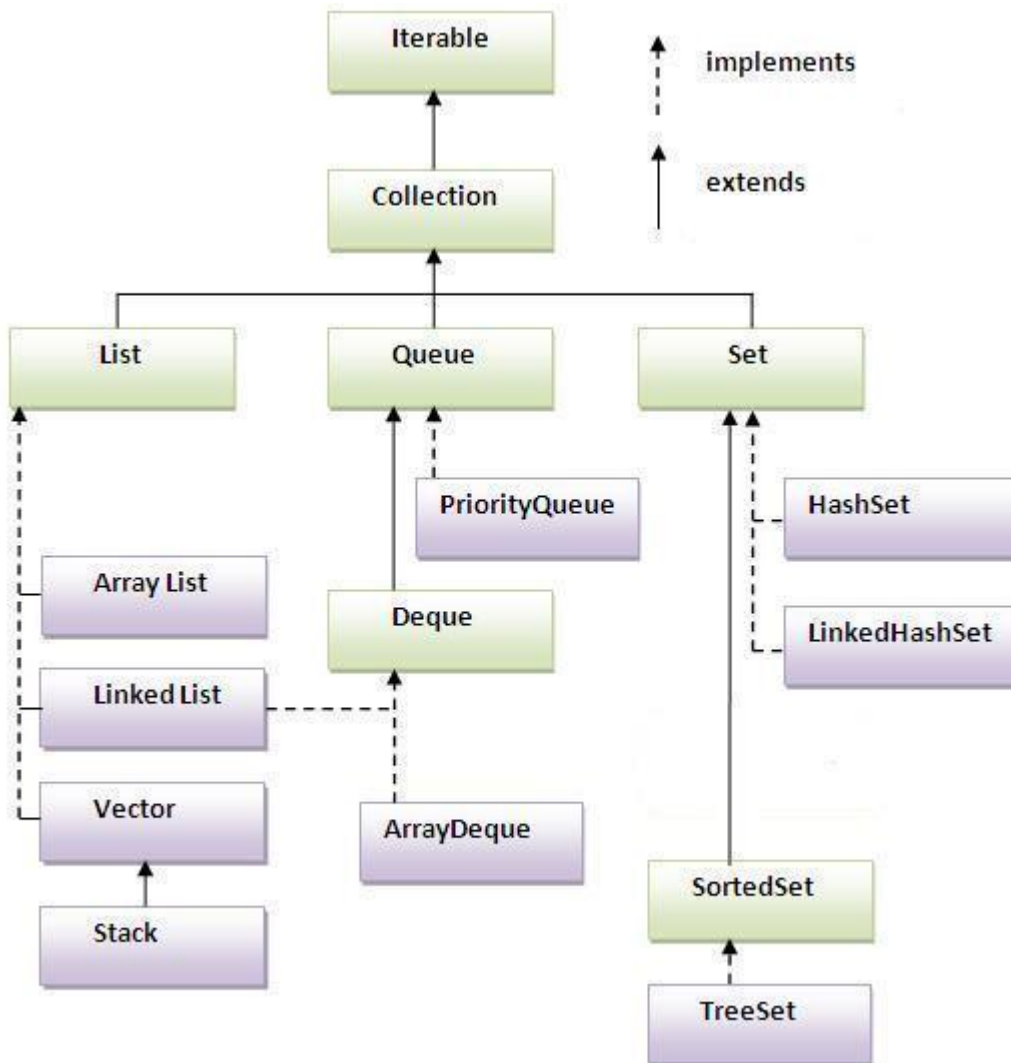 Iterable
implements
Collection
extends
List
Queue
Set
PriorityQueue
HashSet
Array List
Deque
LinkedHashSet
Linked List
Vector
ArrayDeque
SortedSet
Stack
TreeSet